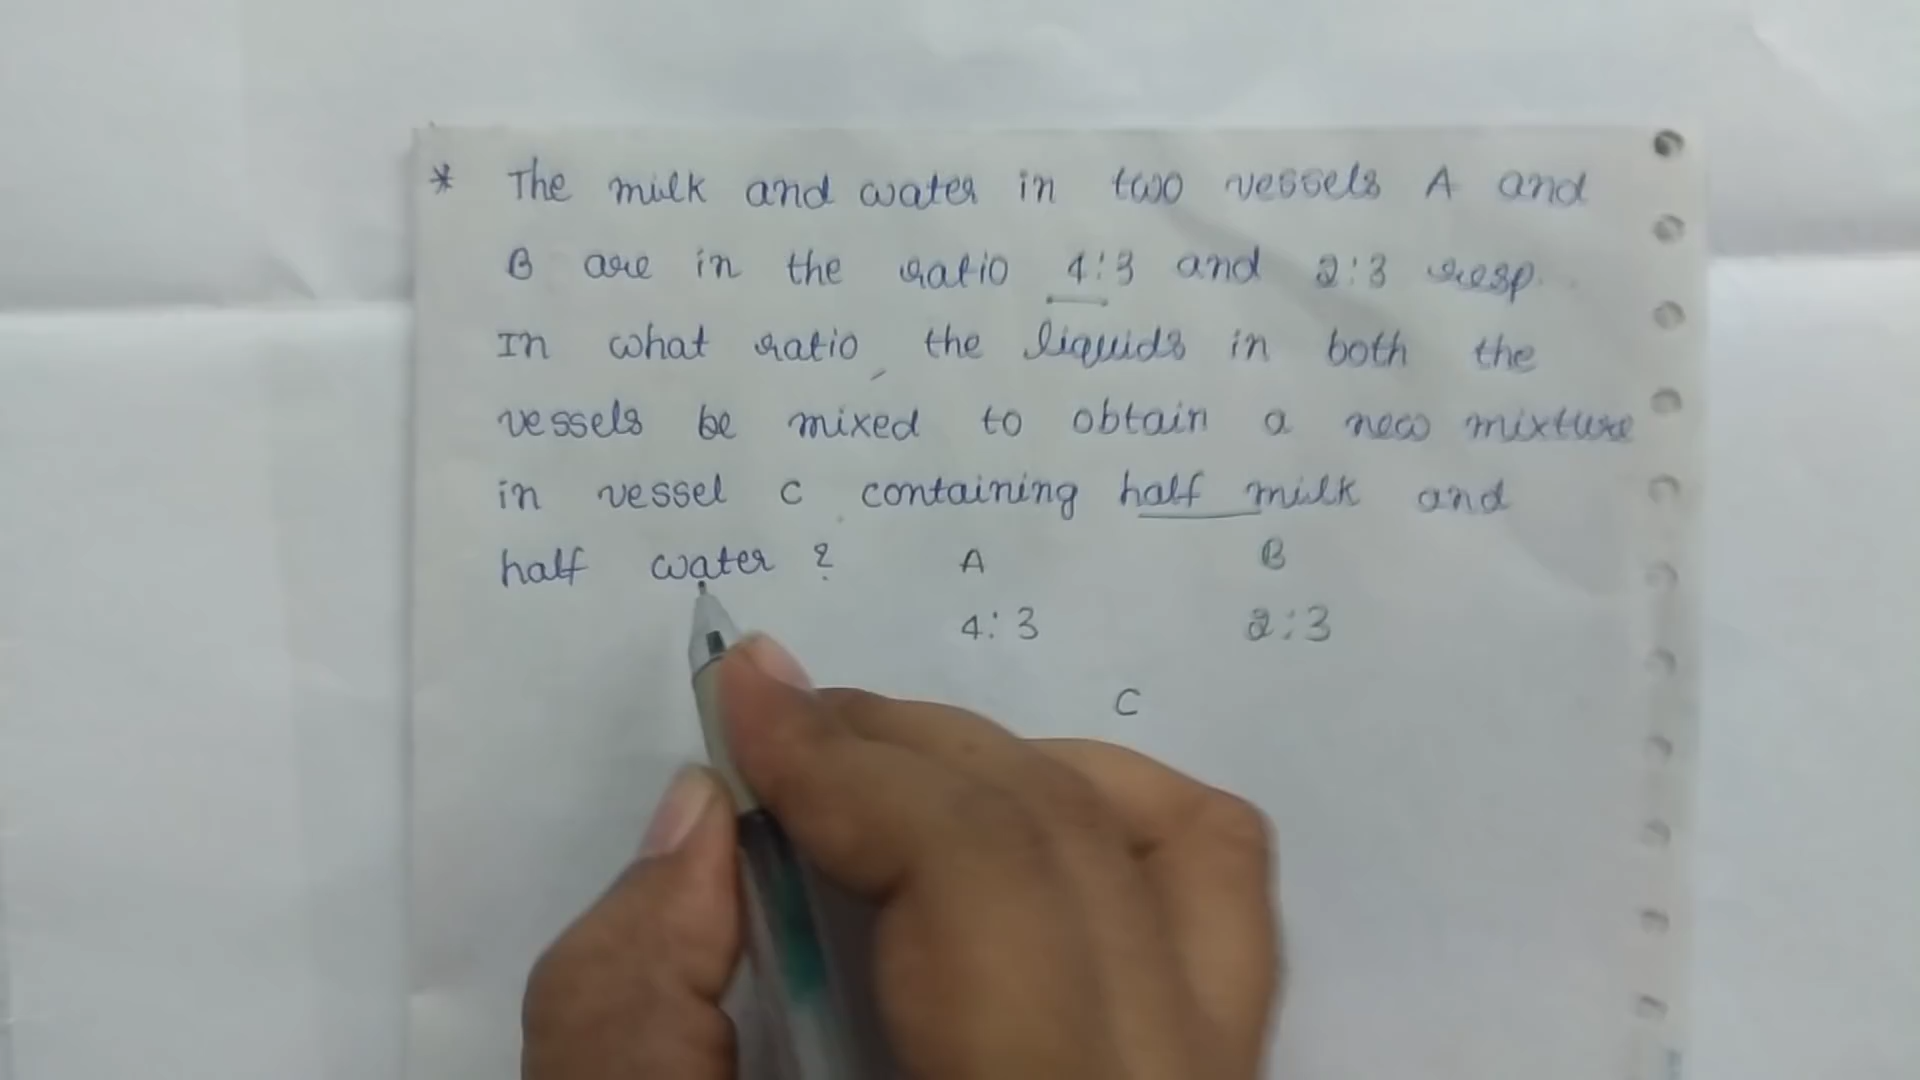 * The milk and water in two vessels A and
B are in the ratio 4:3 and 2:3 resp.
In what ratio, the liquids in both the
vessels be mixed to obtain a new mixture
in vessel C containing half milk and
half water ?
A B
4:3 2:3
C